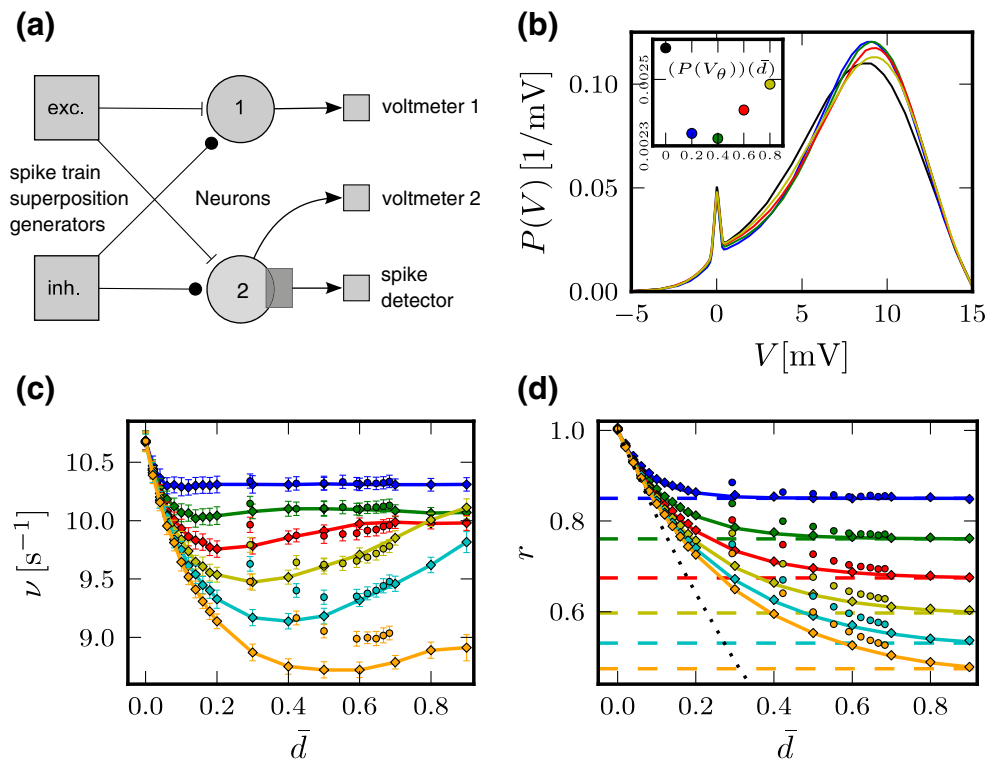 (a)
exc.
1
voltmeter 1
spike train
superposition
generators
Neurons
voltmeter 2
inh.
2
spike
detector
(b)
P(V) [1/mV]
0.10
0.05
0.00
−5
0
5
10
15
V[mV]
(P(V_θ))(d̄)
0.0025
0.0023
0
0.2
0.4
0.6
0.8
(c)
ν [s⁻¹]
10.5
10.0
9.5
9.0
0.0
0.2
0.4
0.6
0.8
d̄
(d)
r
1.0
0.8
0.6
0.0
0.2
0.4
0.6
0.8
d̄